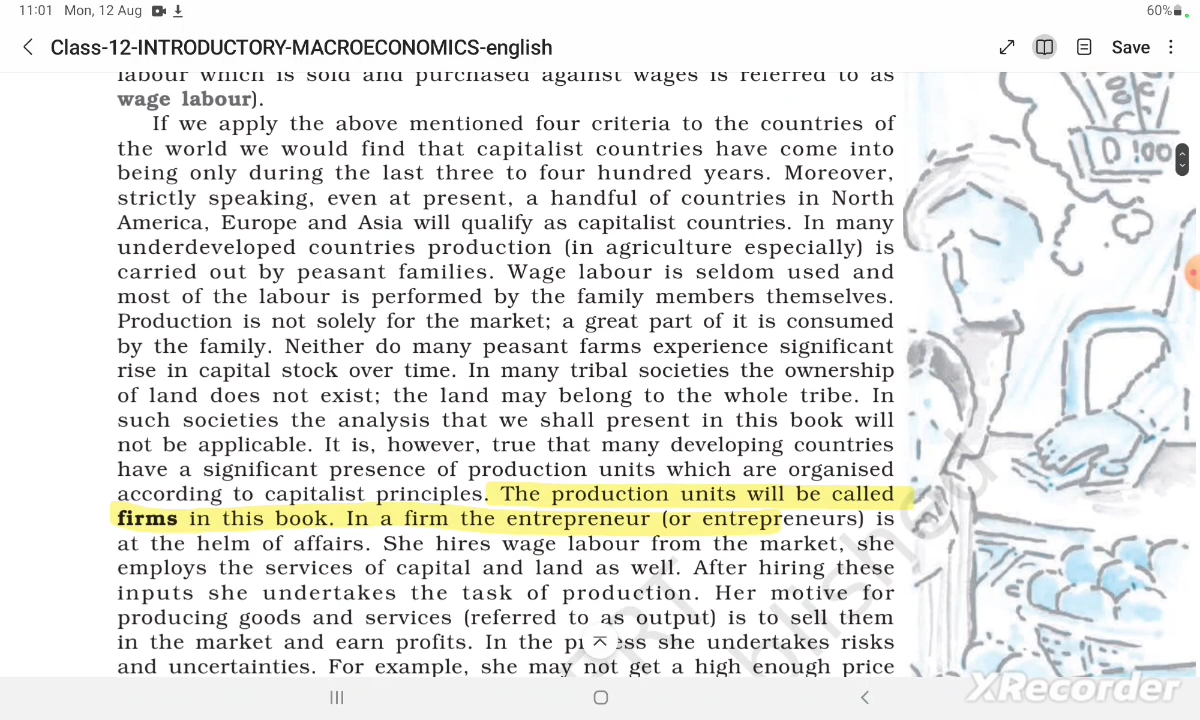 11:01 Mon, 12 Aug 60%
Class-12-INTRODUCTORY-MACROECONOMICS-english Save
labour which is sold and purchased against wages is referred to as
wage labour).
If we apply the above mentioned four criteria to the countries of
the world we would find that capitalist countries have come into
being only during the last three to four hundred years. Moreover,
strictly speaking, even at present, a handful of countries in North
America, Europe and Asia will qualify as capitalist countries. In many
underdeveloped countries production (in agriculture especially) is
carried out by peasant families. Wage labour is seldom used and
most of the labour is performed by the family members themselves.
Production is not solely for the market; a great part of it is consumed
by the family. Neither do many peasant farms experience significant
rise in capital stock over time. In many tribal societies the ownership
of land does not exist; the land may belong to the whole tribe. In
such societies the analysis that we shall present in this book will
not be applicable. It is, however, true that many developing countries
have a significant presence of production units which are organised
according to capitalist principles. The production units will be called
firms in this book. In a firm the entrepreneur (or entrepreneurs) is
at the helm of affairs. She hires wage labour from the market, she
employs the services of capital and land as well. After hiring these
inputs she undertakes the task of production. Her motive for
producing goods and services (referred to as output) is to sell them
in the market and earn profits. In the she undertakes risks
and uncertainties. For example, she may not get a high enough price
XRecorder